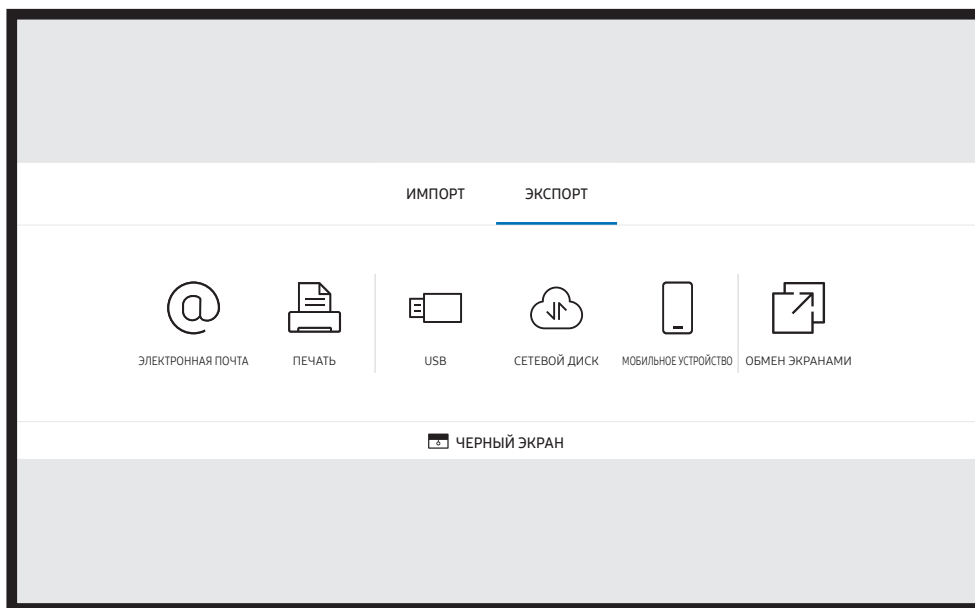 ИМПОРТ ЭКСПОРТ
ЭЛЕКТРОННАЯ ПОЧТА ПЕЧАТЬ USB СЕТЕВОЙ ДИСК МОБИЛЬНОЕ УСТРОЙСТВО ОБМЕН ЭКРАНАМИ
ЧЕРНЫЙ ЭКРАН